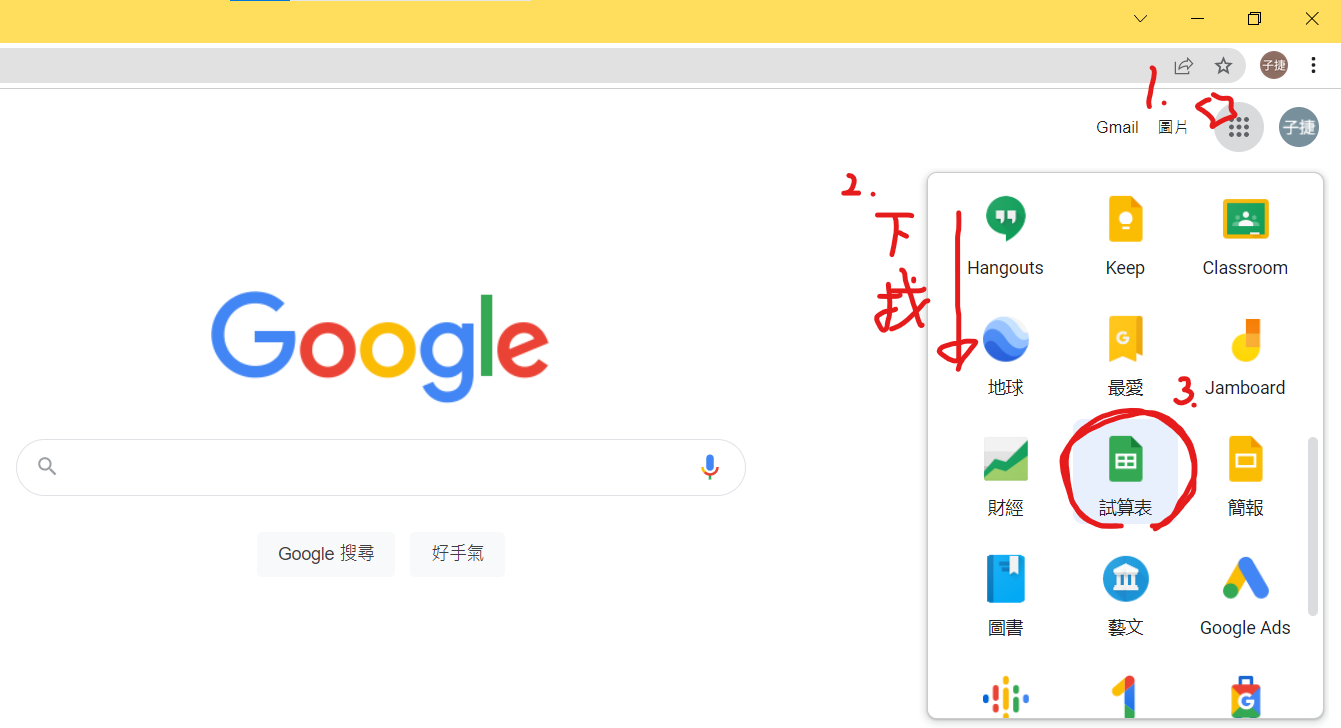 子捷
1.
Gmail 圖片 子捷
2.
下
找
Hangouts Keep Classroom
地球 最愛 Jamboard
3.
Google
財經 試算表 簡報
Google 搜尋 好手氣
圖書 藝文 Google Ads